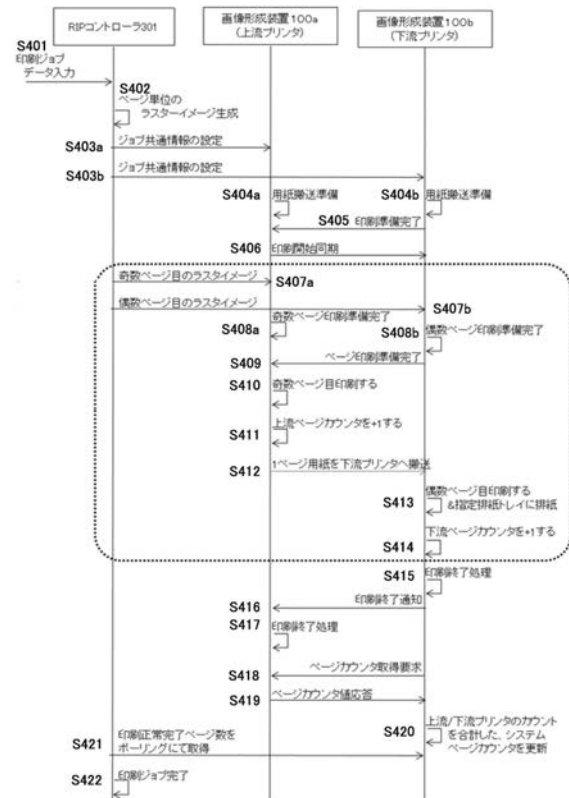 RIPコントローラ301
画像形成装置100a
(上流プリンタ)
画像形成装置100b
(下流プリンタ)
S401
印刷ジョブ
データ入力
S402
ページ単位の
ラスターイメージ生成
S403a
ジョブ共通情報の設定
S403b
ジョブ共通情報の設定
S404a
用紙搬送準備
S404b
用紙搬送準備
S405
印刷準備完了
S406
印刷開始同期
奇数ページ目のラスタイメージ
S407a
偶数ページ目のラスタイメージ
S407b
S408a
奇数ページ印刷準備完了
S408b
偶数ページ印刷準備完了
S409
ページ印刷準備完了
S410
奇数ページ目印刷する
S411
上流ページカウンタを+1する
S412
1ページ用紙を下流プリンタへ搬送
S413
偶数ページ目印刷する
&指定排紙トレイに排紙
S414
下流ページカウンタを+1する
S415
印刷終了処理
S416
印刷終了通知
S417
印刷終了処理
S418
ページカウンタ取得要求
S419
ページカウンタ値応答
S420
上流/下流プリンタのカウント
を合計した、システム
ページカウンタを更新
S421
印刷正常完了ページ数を
ポーリングにて取得
S422
印刷ジョブ完了